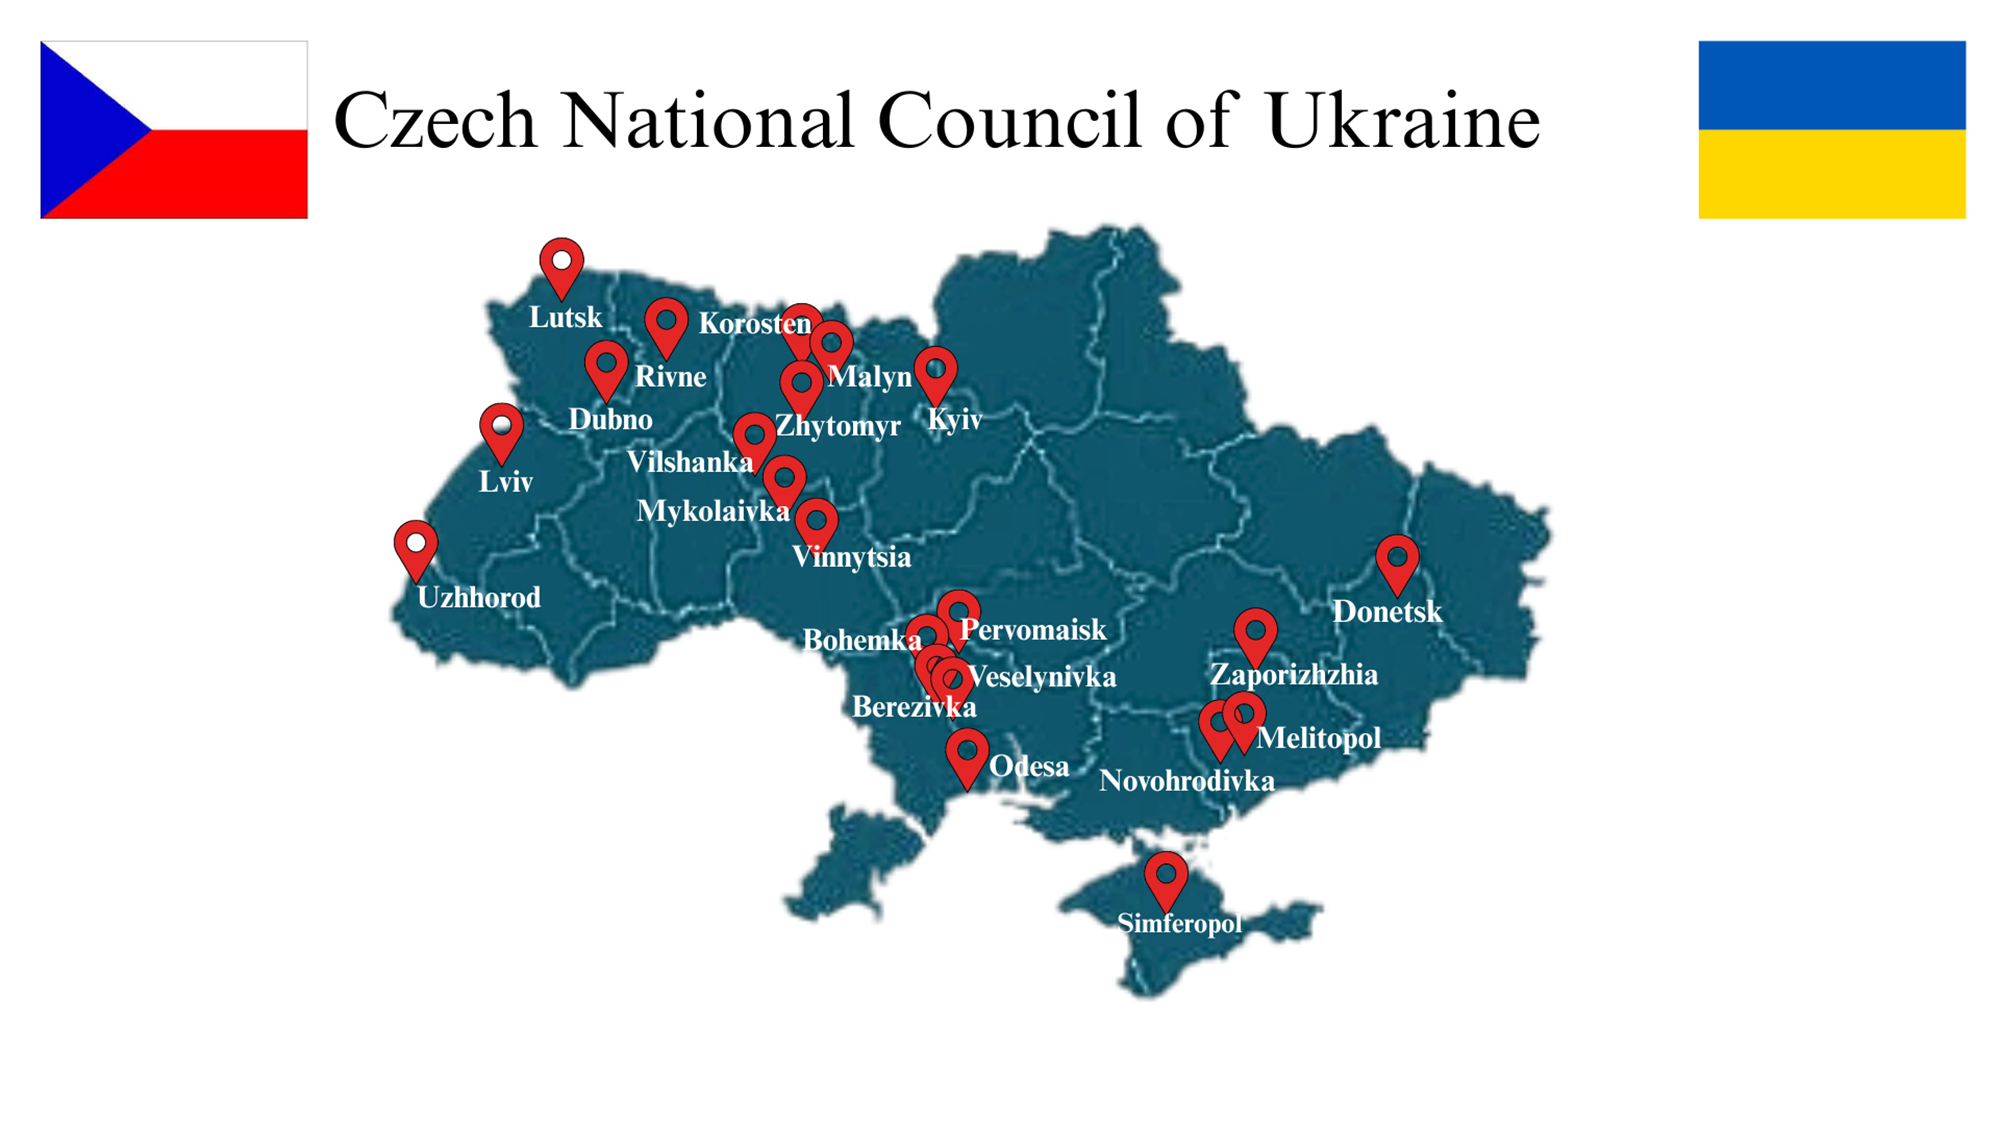 Czech National Council of Ukraine
Lutsk
Korosten
Rivne
Malyn
Dubno
Kyiv
Zhytomyr
Vilshanka
Lviv
Mykolaivka
Vinnytsia
Uzhhorod
Donetsk
Pervomaisk
Bohemka
Zaporizhzhia
Veselynivka
Berezivka
Melitopol
Odesa
Novohrodivka
Simferopol